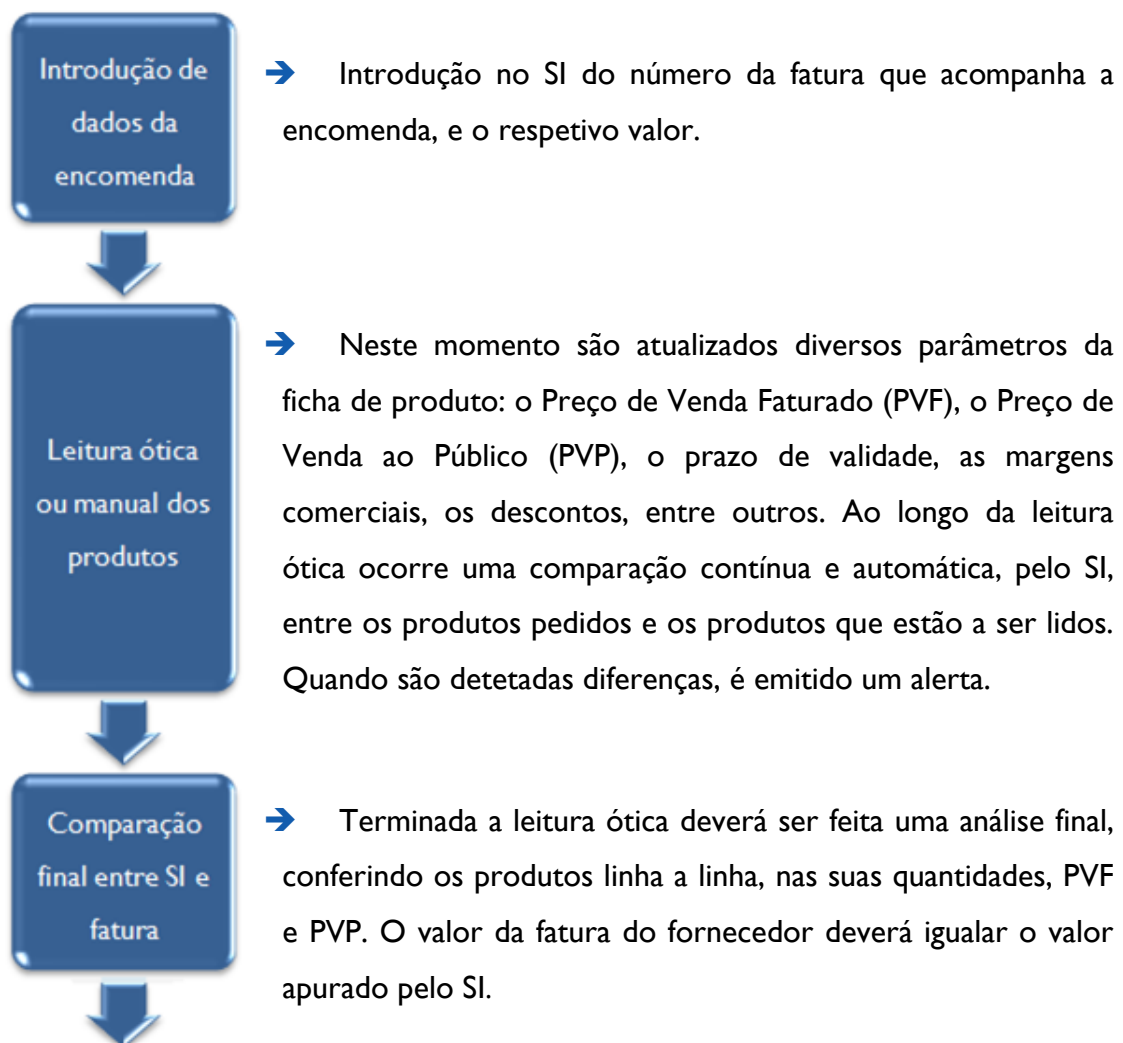 Introdução de
dados da
encomenda
➔ Introdução no SI do número da fatura que acompanha a
encomenda, e o respetivo valor.
Leitura ótica
ou manual dos
produtos
➔ Neste momento são atualizados diversos parâmetros da
ficha de produto: o Preço de Venda Faturado (PVF), o Preço de
Venda ao Público (PVP), o prazo de validade, as margens
comerciais, os descontos, entre outros. Ao longo da leitura
ótica ocorre uma comparação contínua e automática, pelo SI,
entre os produtos pedidos e os produtos que estão a ser lidos.
Quando são detetadas diferenças, é emitido um alerta.
Comparação
final entre SI e
fatura
➔ Terminada a leitura ótica deverá ser feita uma análise final,
conferindo os produtos linha a linha, nas suas quantidades, PVF
e PVP. O valor da fatura do fornecedor deverá igualar o valor
apurado pelo SI.